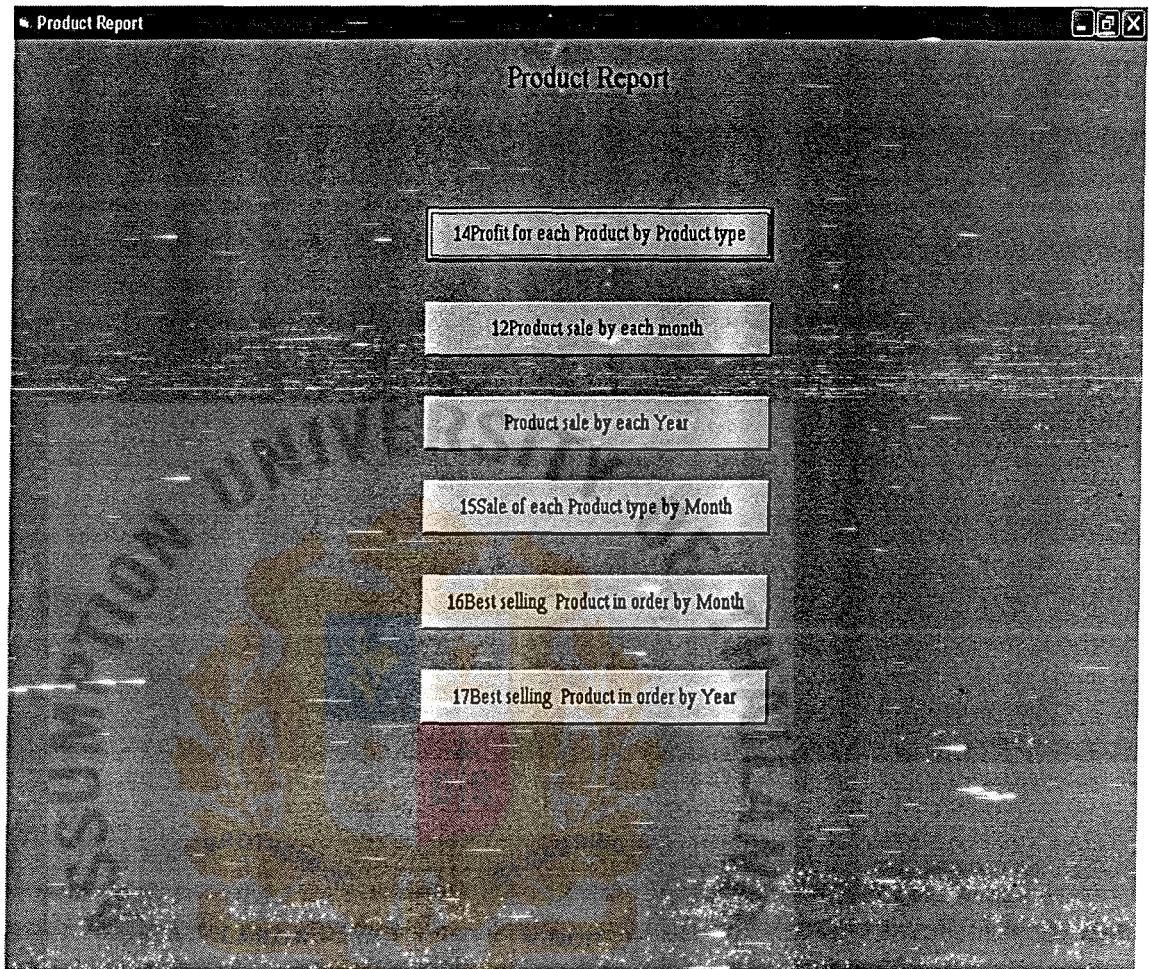 Product Report
Product Report
14Profit for each Product by Product type
12Product sale by each month
Product sale by each Year
15Sale of each Product type by Month
16Best selling Product in order by Month
17Best selling Product in order by Year